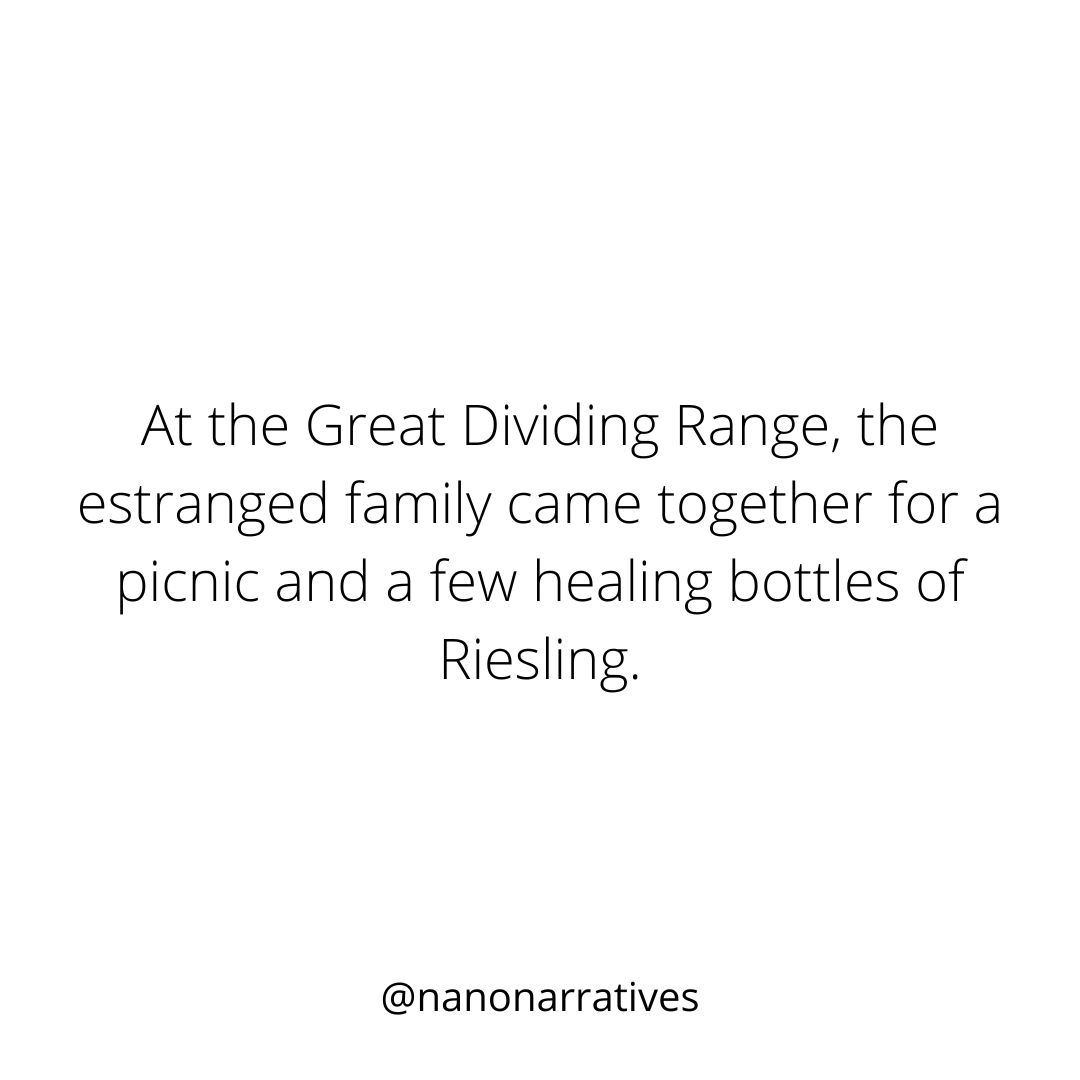 At the Great Dividing Range, the
estranged family came together for a
picnic and a few healing bottles of
Riesling.
@nanonarratives